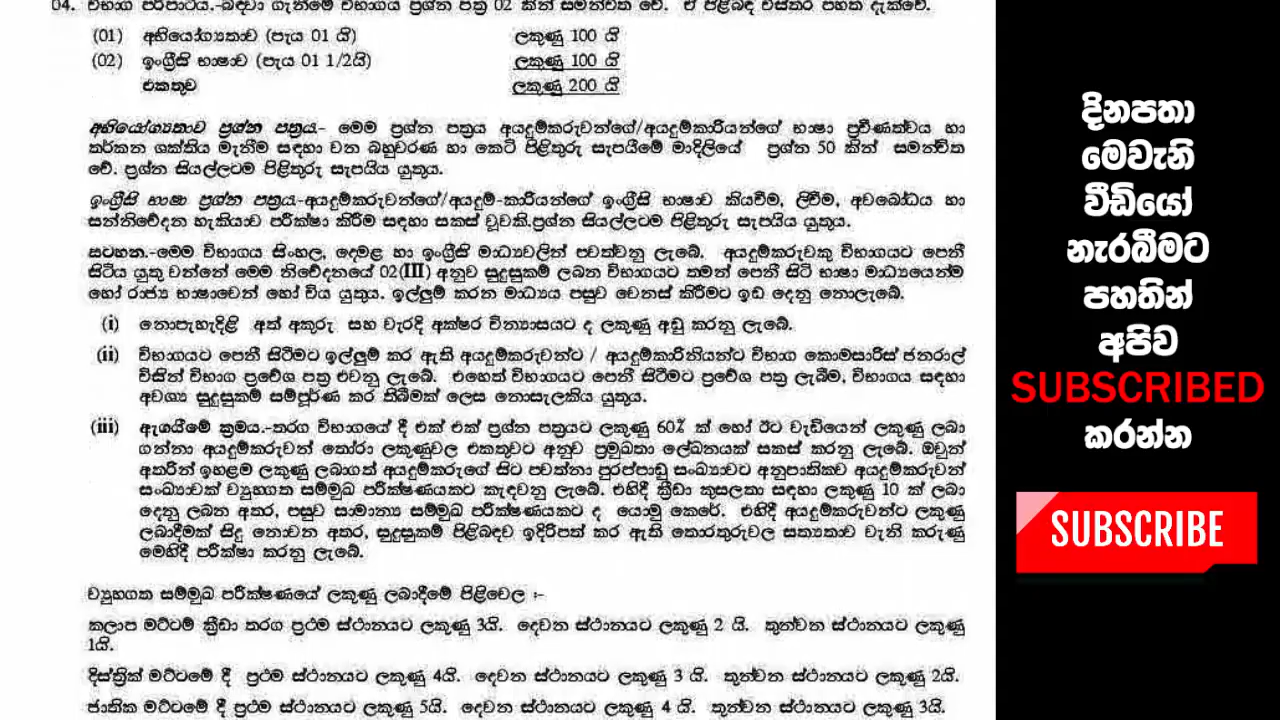 04. විභාග පරිපාටිය.-බඳවා ගැනීමේ විභාගය ප්‍රශ්න පත්‍ර 02 කින් සමන්විත වේ. ඒ පිළිබඳ විස්තර පහත දැක්වේ.
(01) අභියෝග්‍යතාව (පැය 01 යි) ලකුණු 100 යි
(02) ඉංග්‍රීසි භාෂාව (පැය 01 1/2යි) ලකුණු 100 යි
එකතුව ලකුණු 200 යි
අභියෝග්‍යතාව ප්‍රශ්න පත්‍රය.- මෙම ප්‍රශ්න පත්‍රය අයදුම්කරුවන්ගේ/අයදුම්කාරියන්ගේ භාෂා ප්‍රවීණත්වය හා
තර්කන ශක්තිය මැනීම සඳහා වන බහුවරණ හා කෙටි පිළිතුරු සැපයීමේ මාදිලියේ ප්‍රශ්න 50 කින් සමන්විත
වේ. ප්‍රශ්න සියල්ලටම පිළිතුරු සැපයිය යුතුය.
ඉංග්‍රීසි භාෂා ප්‍රශ්න පත්‍රය-අයදුම්කරුවන්ගේ/අයදුම්-කාරියන්ගේ ඉංග්‍රීසි භාෂාව කියවීම, ලිවීම, අවබෝධය හා
සන්නිවේදන හැකියාව පරීක්ෂා කිරීම සඳහා සකස් වූවකි.ප්‍රශ්න සියල්ලටම පිළිතුරු සැපයිය යුතුය.
සටහන.-මෙම විභාගය සිංහල, දෙමළ හා ඉංග්‍රීසි මාධ්‍යවලින් පවත්වනු ලැබේ. අයදුම්කරුවකු විභාගයට පෙනී
සිටිය යුතු වන්නේ මෙම නිවේදනයේ 02(III) අනුව සුදුසුකම් ලබන විභාගයට තමන් පෙනී සිටි භාෂා මාධ්‍යයෙන්ම
හෝ රාජ්‍ය භාෂාවෙන් හෝ විය යුතුය. ඉල්ලුම් කරන මාධ්‍යය පසුව වෙනස් කිරීමට ඉඩ දෙනු නොලැබේ.
(i) නොපැහැදිළි අත් අකුරු සහ වැරදි අක්ෂර වින්‍යාසයට ද ලකුණු අඩු කරනු ලැබේ.
(ii) විභාගයට පෙනී සිටීමට ඉල්ලුම් කර ඇති අයදුම්කරුවන්ට / අයදුම්කාරිනියන්ට විභාග කොමසාරිස් ජනරාල්
විසින් විභාග ප්‍රවේශ පත්‍ර එවනු ලැබේ. එහෙත් විභාගයට පෙනී සිටීමට ප්‍රවේශ පත්‍ර ලැබීම, විභාගය සඳහා
අවශ්‍ය සුදුසුකම් සම්පූර්ණ කර තිබීමක් ලෙස නොසැලකිය යුතුය.
(iii) ඇගයීමේ ක්‍රමය.-තරග විභාගයේ දී එක් එක් ප්‍රශ්න පත්‍රයට ලකුණු 60% ක් හෝ ඊට වැඩියෙන් ලකුණු ලබා
ගන්නා අයදුම්කරුවන් තෝරා ලකුණුවල එකතුවට අනුව ප්‍රමුඛතා ලේඛනයක් සකස් කරනු ලැබේ. ඔවුන්
අතරින් ඉහළම ලකුණු ලබාගත් අයදුම්කරුගේ සිට පවත්නා පුරප්පාඩු සංඛ්‍යාවට අනුපාතිකව අයදුම්කරුවන්
සංඛ්‍යාවක් ව්‍යුහගත සම්මුඛ පරීක්ෂණයකට කැඳවනු ලැබේ. එහිදී ක්‍රීඩා කුසලතා සඳහා ලකුණු 10 ක් ලබා
දෙනු ලබන අතර, පසුව සාමාන්‍ය සම්මුඛ පරීක්ෂණයකට ද යොමු කෙරේ. එහිදී අයදුම්කරුවන්ට ලකුණු
ලබාදීමක් සිදු නොවන අතර, සුදුසුකම් පිළිබඳව ඉදිරිපත් කර ඇති තොරතුරුවල සත්‍යතාව වැනි කරුණු
මෙහිදී පරීක්ෂා කරනු ලැබේ.
ව්‍යුහගත සම්මුඛ පරීක්ෂණයේ ලකුණු ලබාදීමේ පිළිවෙල :-
කලාප මට්ටමේ ක්‍රීඩා තරග ප්‍රථම ස්ථානයට ලකුණු 3යි. දෙවන ස්ථානයට ලකුණු 2 යි. තුන්වන ස්ථානයට ලකුණු
1යි.
දිස්ත්‍රික් මට්ටමේ දී ප්‍රථම ස්ථානයට ලකුණු 4යි. දෙවන ස්ථානයට ලකුණු 3 යි. තුන්වන ස්ථානයට ලකුණු 2යි.
ජාතික මට්ටමේ දී ප්‍රථම ස්ථානයට ලකුණු 5යි. දෙවන ස්ථානයට ලකුණු 4 යි. තුන්වන ස්ථානයට ලකුණු 3යි.
දිනපතා
මෙවැනි
වීඩියෝ
නැරබීමට
පහතින්
අපිව
SUBSCRIBED
කරන්න
SUBSCRIBE